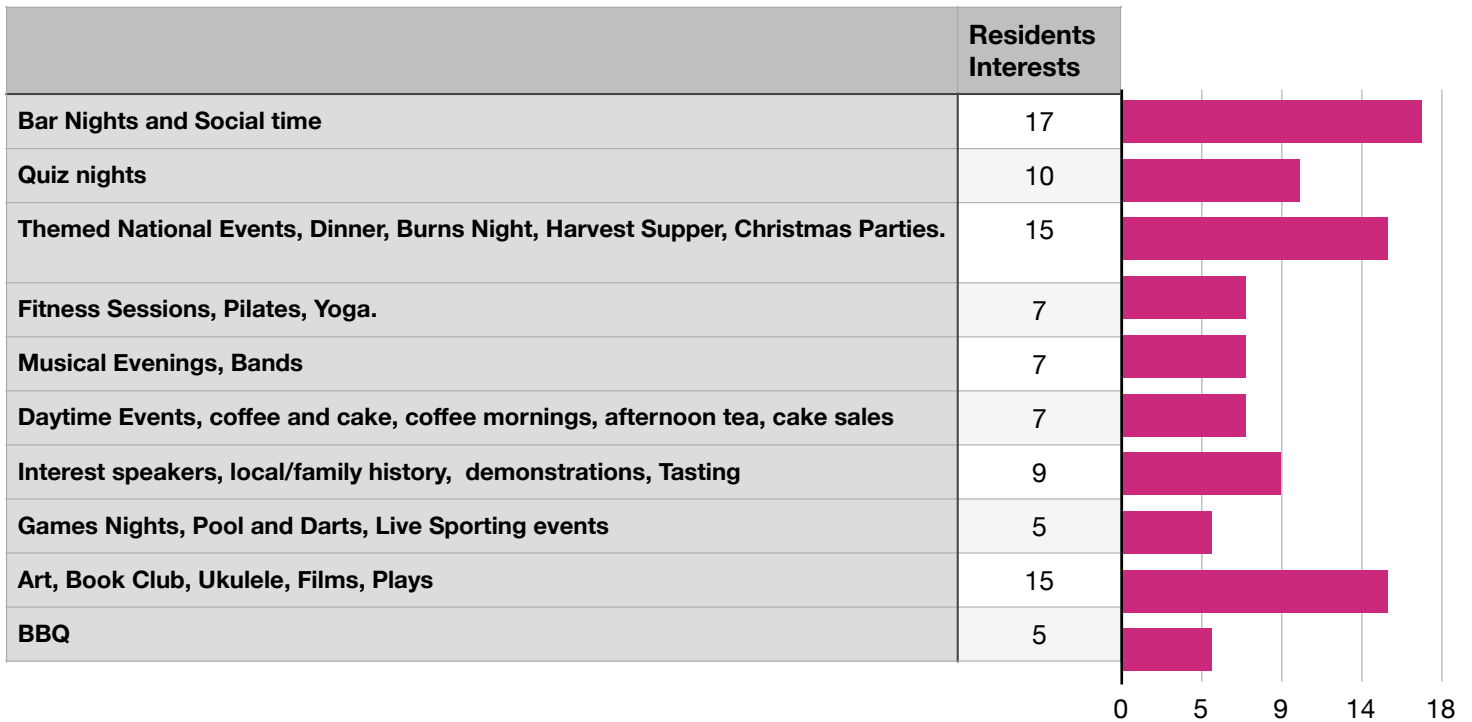 Residents
Interests
Bar Nights and Social time 17
Quiz nights 10
Themed National Events, Dinner, Burns Night, Harvest Supper, Christmas Parties. 15
Fitness Sessions, Pilates, Yoga. 7
Musical Evenings, Bands 7
Daytime Events, coffee and cake, coffee mornings, afternoon tea, cake sales 7
Interest speakers, local/family history,  demonstrations, Tasting 9
Games Nights, Pool and Darts, Live Sporting events 5
Art, Book Club, Ukulele, Films, Plays 15
BBQ 5
0 5 9 14 18